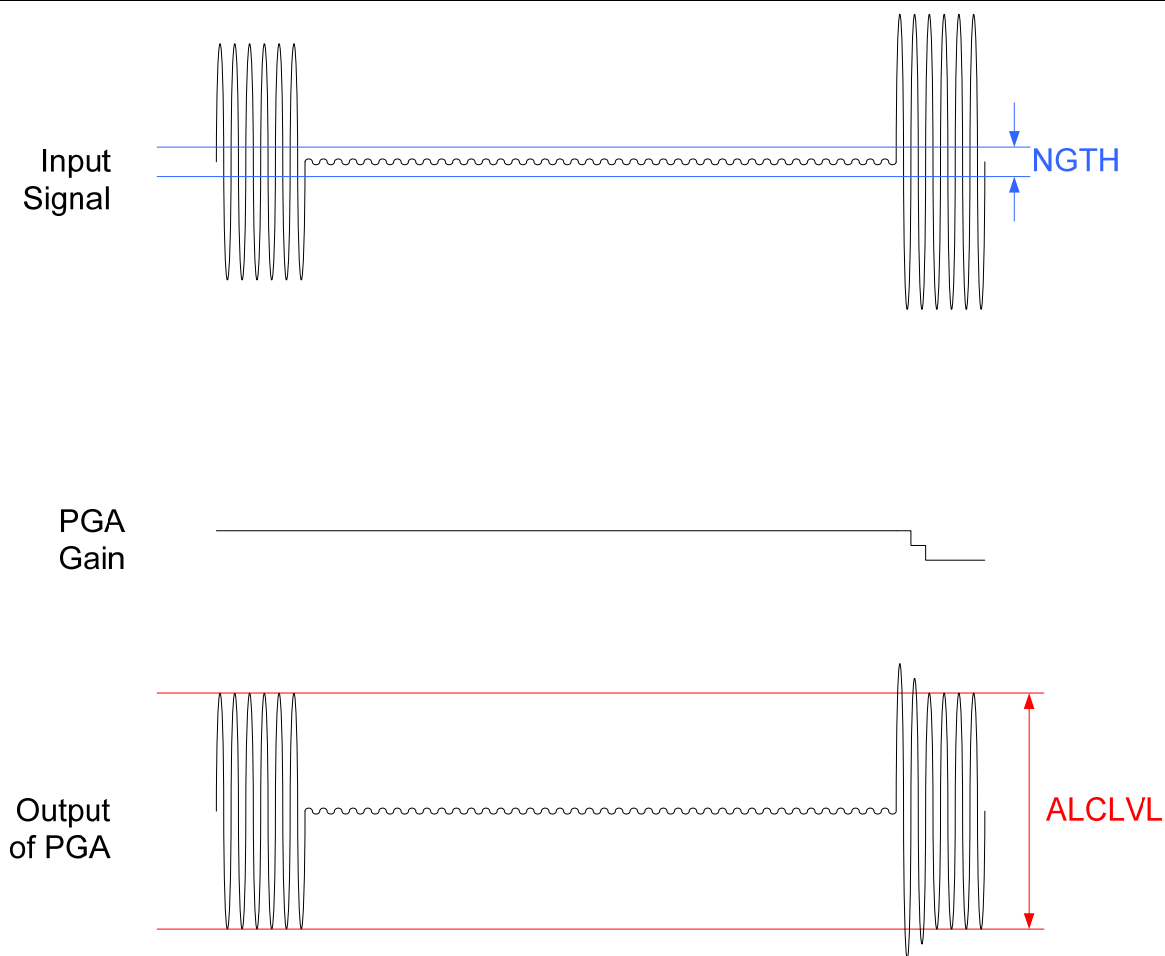 Input
Signal
NGTH
PGA
Gain
Output
of PGA
ALCLVL